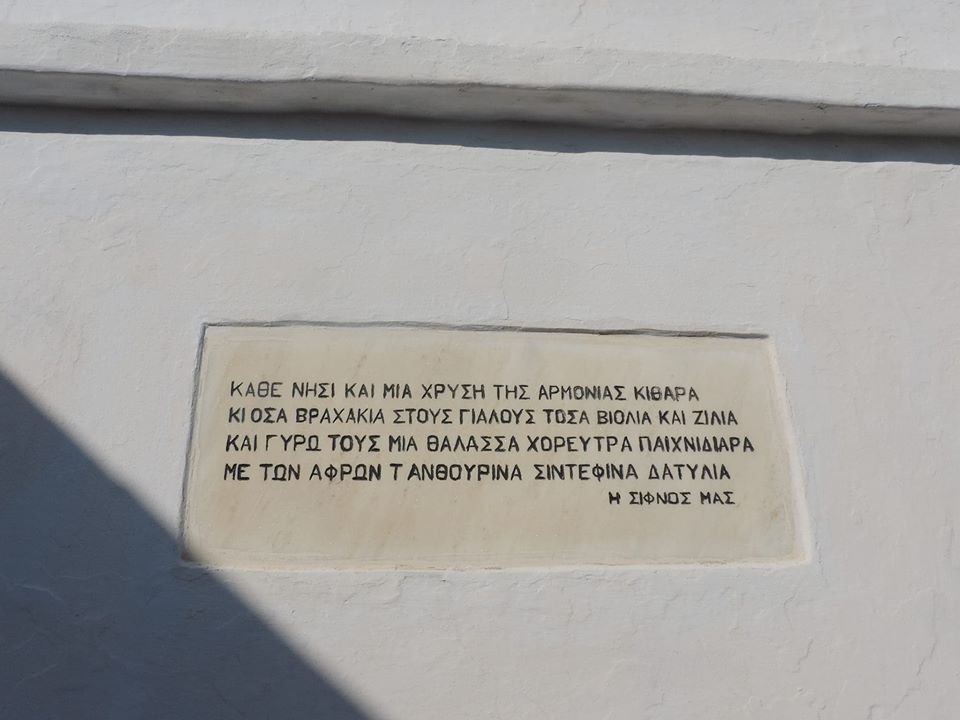 ΚΑΘΕ ΝΗΣΙ ΚΑΙ ΜΙΑ ΧΡΥΣΗ ΤΗΣ ΑΡΜΟΝΙΑΣ ΚΙΘΑΡΑ
ΚΙ ΟΣΑ ΒΡΑΧΑΚΙΑ ΣΤΟΥΣ ΓΙΑΛΟΥΣ ΤΟΣΑ ΒΙΟΛΙΑ ΚΑΙ ΖΙΛΙΑ
ΚΑΙ ΓΥΡΩ ΤΟΥΣ ΜΙΑ ΘΑΛΑΣΣΑ ΧΟΡΕΥΤΡΑ ΠΑΙΧΝΙΔΙΑΡΑ
ΜΕ ΤΩΝ ΑΦΡΩΝ Τ ΑΝΘΟΥΡΙΝΑ ΣΙΝΤΕΦΙΝΑ ΔΑΤΥΛΙΑ
Η ΣΙΦΝΟΣ ΜΑΣ